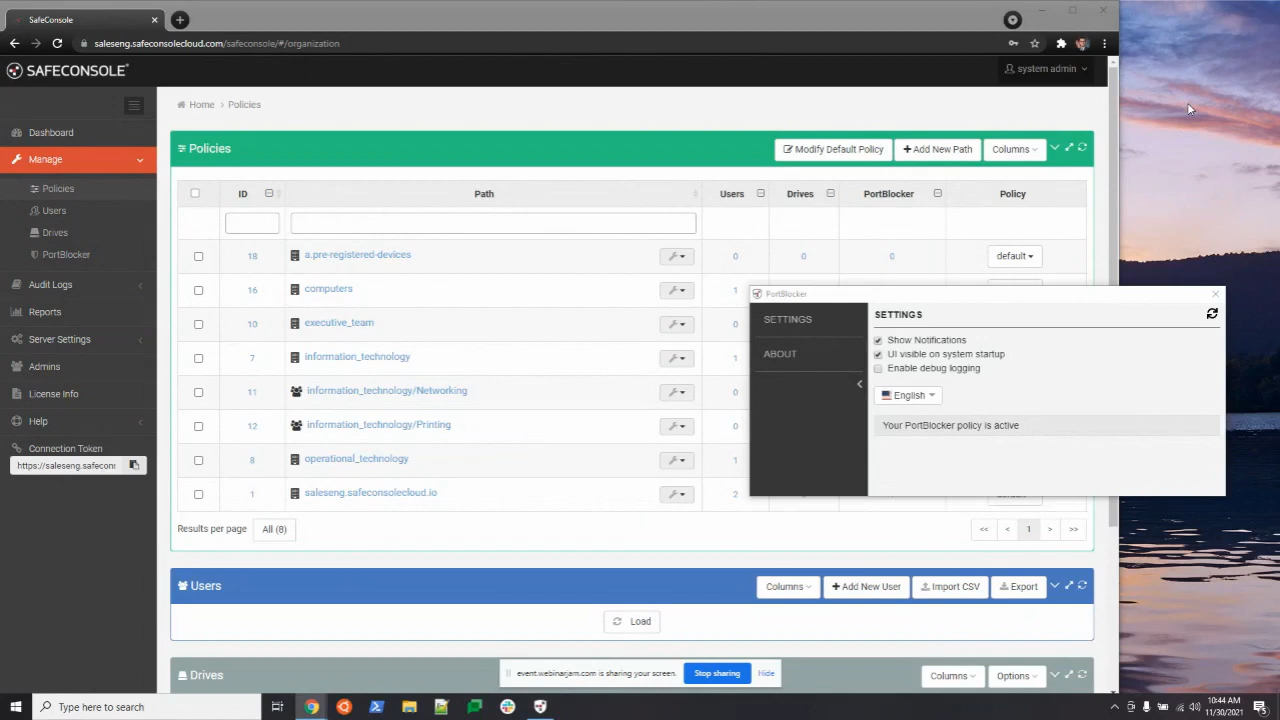 SafeConsole
saleseng.safeconsolecloud.com/safeconsole/#/organization
SAFECONSOLE®
system admin
Home > Policies
Dashboard
Manage
Policies
Users
Drives
PortBlocker
Audit Logs
Reports
Server Settings
Admins
License Info
Help
Connection Token
https://saleseng.safecon
Policies
Modify Default Policy
Add New Path
Columns
ID Path Users Drives PortBlocker Policy
18 a.pre-registered-devices 0 0 0 default
16 computers 1
10 executive_team 0
7 information_technology 1
11 information_technology/Networking 0
12 information_technology/Printing 0
8 operational_technology 1
1 saleseng.safeconsolecloud.io 2
Results per page All (8)
<< < 1 > >>
PortBlocker
SETTINGS
ABOUT
SETTINGS
Show Notifications
UI visible on system startup
Enable debug logging
English
Your PortBlocker policy is active
Users
Columns
Add New User
Import CSV
Export
Load
Drives
Columns
Options
event.webinarjam.com is sharing your screen.
Stop sharing
Hide
Type here to search
10:44 AM
11/30/2021
5